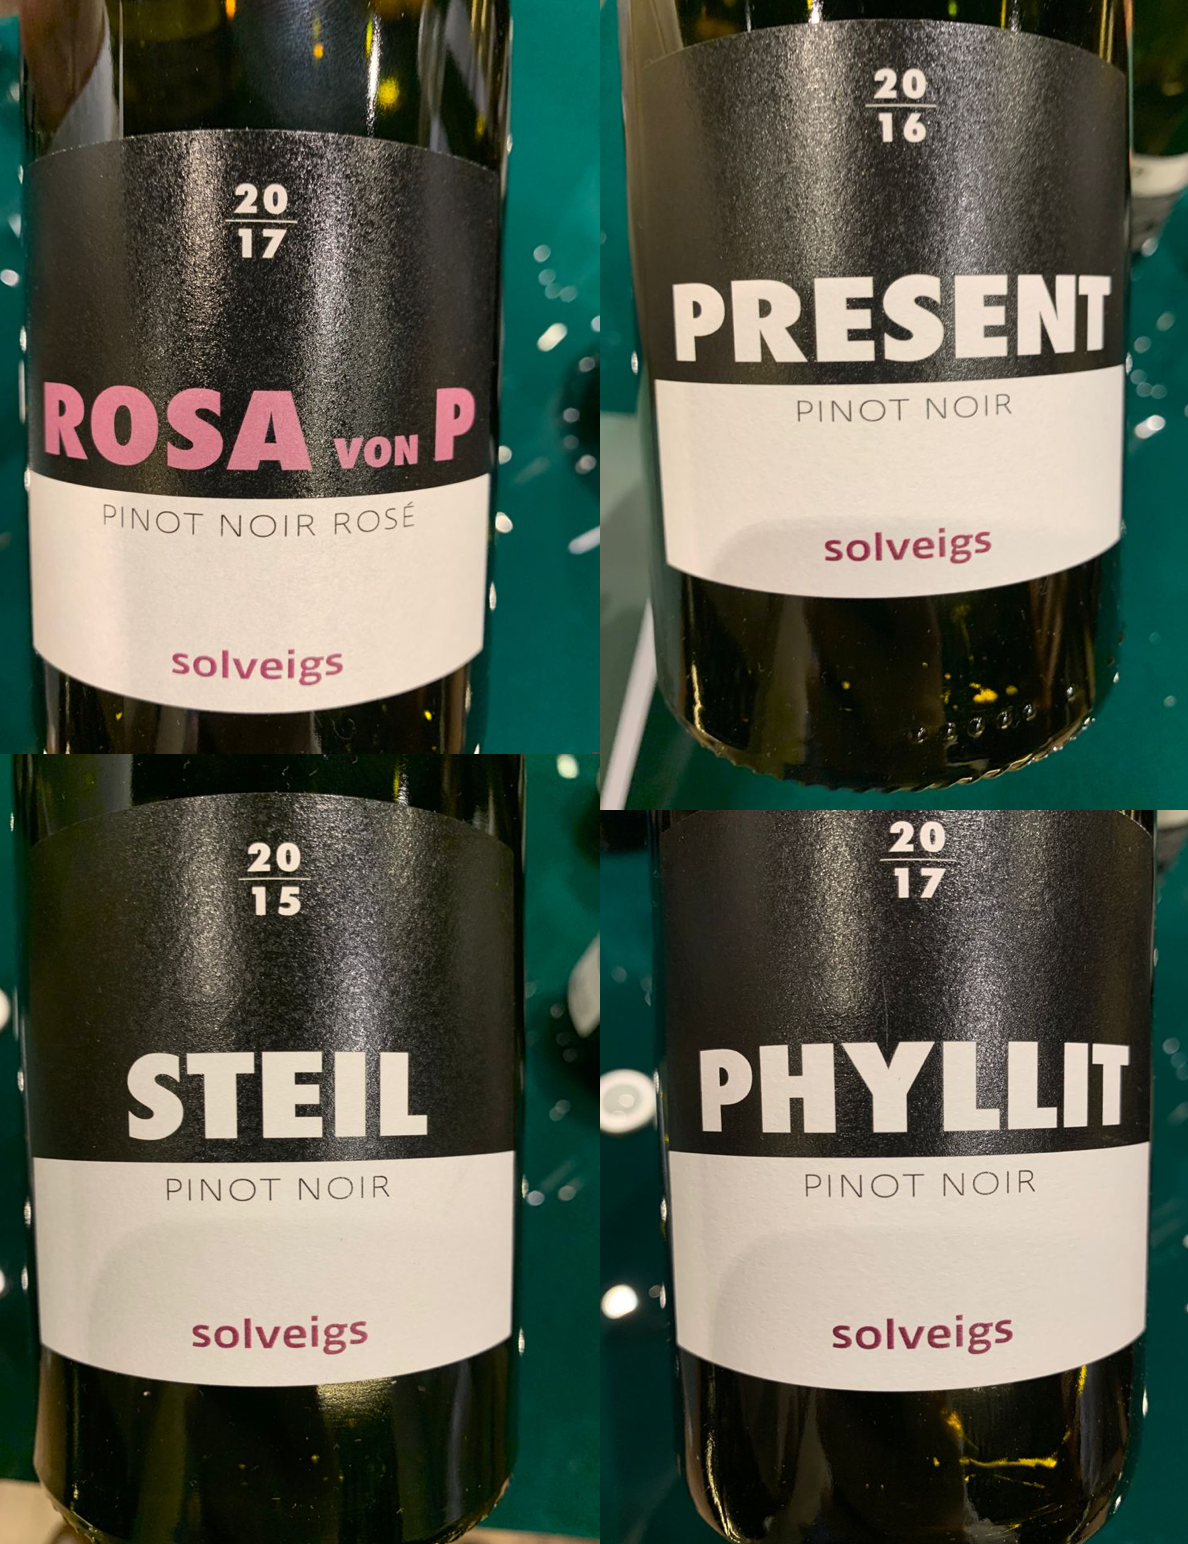 20
17
ROSA VON P
PINOT NOIR ROSÉ
solveigs
20
16
PRESENT
PINOT NOIR
solveigs
20
15
STEIL
PINOT NOIR
solveigs
20
17
PHYLLIT
PINOT NOIR
solveigs